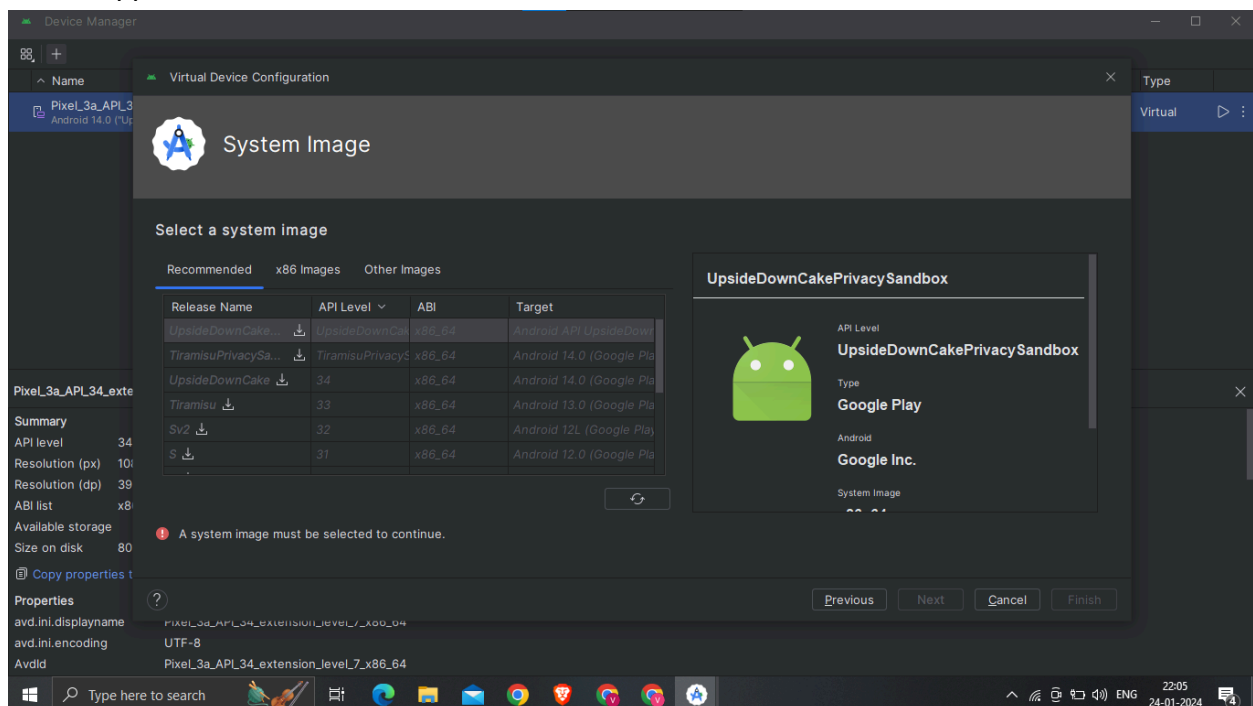 Device Manager
Name
Type
Virtual Device Configuration
Pixel_3a_API_3
Android 14.0 ("Up
Virtual
System Image
Select a system image
Recommended x86 Images Other Images
UpsideDownCakePrivacySandbox
Release Name API Level ABI Target
UpsideDownCake... UpsideDownCak x86_64 Android API UpsideDowr
TiramisuPrivacySa... TiramisuPrivacyS x86_64 Android 14.0 (Google Pla
UpsideDownCake 34 x86_64 Android 14.0 (Google Pla
Tiramisu 33 x86_64 Android 13.0 (Google Pla
Sv2 32 x86_64 Android 12L (Google Play
S 31 x86_64 Android 12.0 (Google Pla
API Level
UpsideDownCakePrivacySandbox
Type
Google Play
Android
Google Inc.
System Image
A system image must be selected to continue.
Previous Next Cancel Finish
Pixel_3a_API_34_exte
Summary
API level 34
Resolution (px) 108
Resolution (dp) 39
ABI list x8
Available storage
Size on disk 80
Copy properties t
Properties
avd.ini.displayname Pixel_3a_API_34_extension_level_7_x86_64
avd.ini.encoding UTF-8
AvdId Pixel_3a_API_34_extension_level_7_x86_64
Type here to search
ENG
22:05
24-01-2024
4